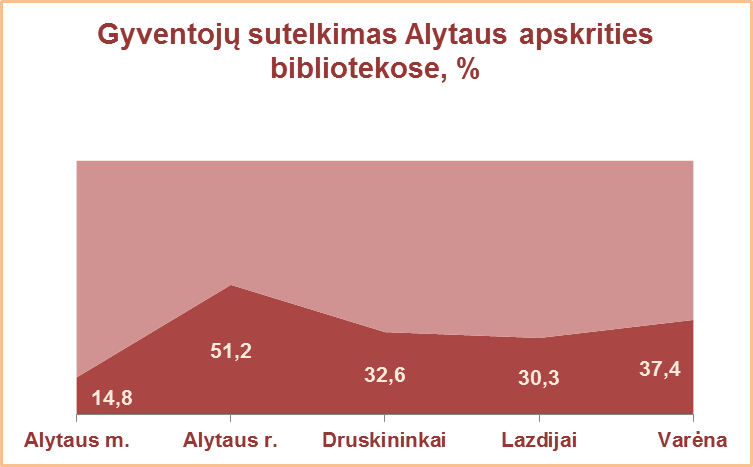 Gyventojų sutelkimas Alytaus apskrities
bibliotekose, %
51,2
32,6
30,3
37,4
14,8
Alytaus m.
Alytaus r.
Druskininkai
Lazdijai
Varėna